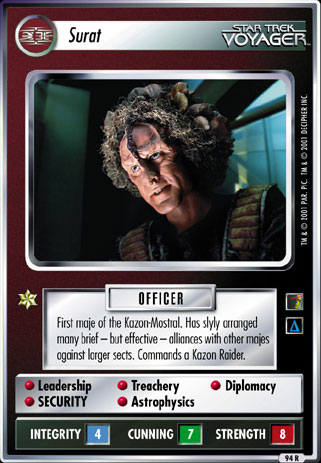 Surat
STAR TREK
VOYAGER™
TM & © 2001 PAR. PIC. TM & © 2001 DECIPHER INC.
OFFICER
First maje of the Kazon-Mostral. Has slyly arranged
many brief – but effective – alliances with other majes
against larger sects. Commands a Kazon Raider.
Leadership Treachery Diplomacy
SECURITY Astrophysics
INTEGRITY 4 CUNNING 7 STRENGTH 8
94 R